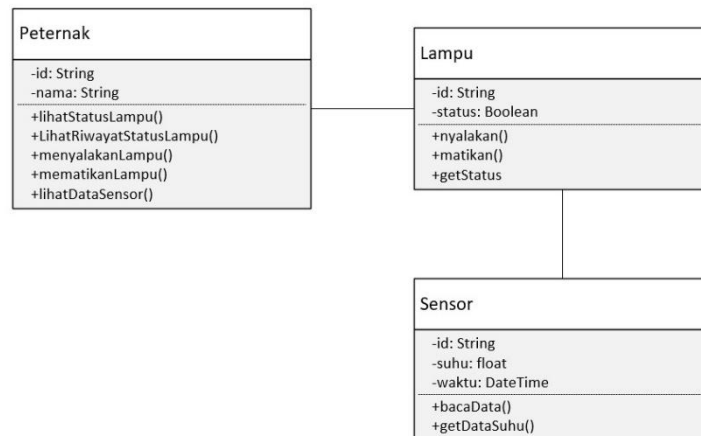 Peternak
-id: String
-nama: String
+lihatStatusLampu()
+LihatRiwayatStatusLampu()
+menyalakanLampu()
+mematikanLampu()
+lihatDataSensor()
Lampu
-id: String
-status: Boolean
+nyalakan()
+matikan()
+getStatus
Sensor
-id: String
-suhu: float
-waktu: DateTime
+bacaData()
+getDataSuhu()